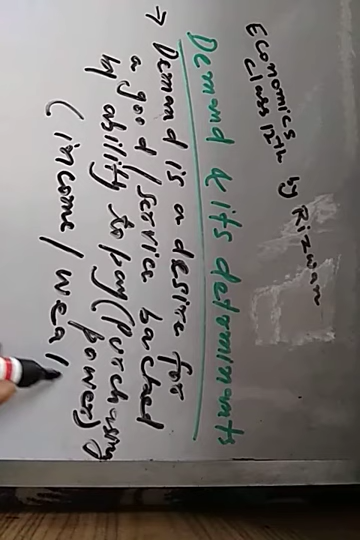 Economics by Rizwan
class 12th
Demand & its determinants
→ Demand is a desire for
a good/service backed
by ability to pay (Purchasing
power)
(income/weal